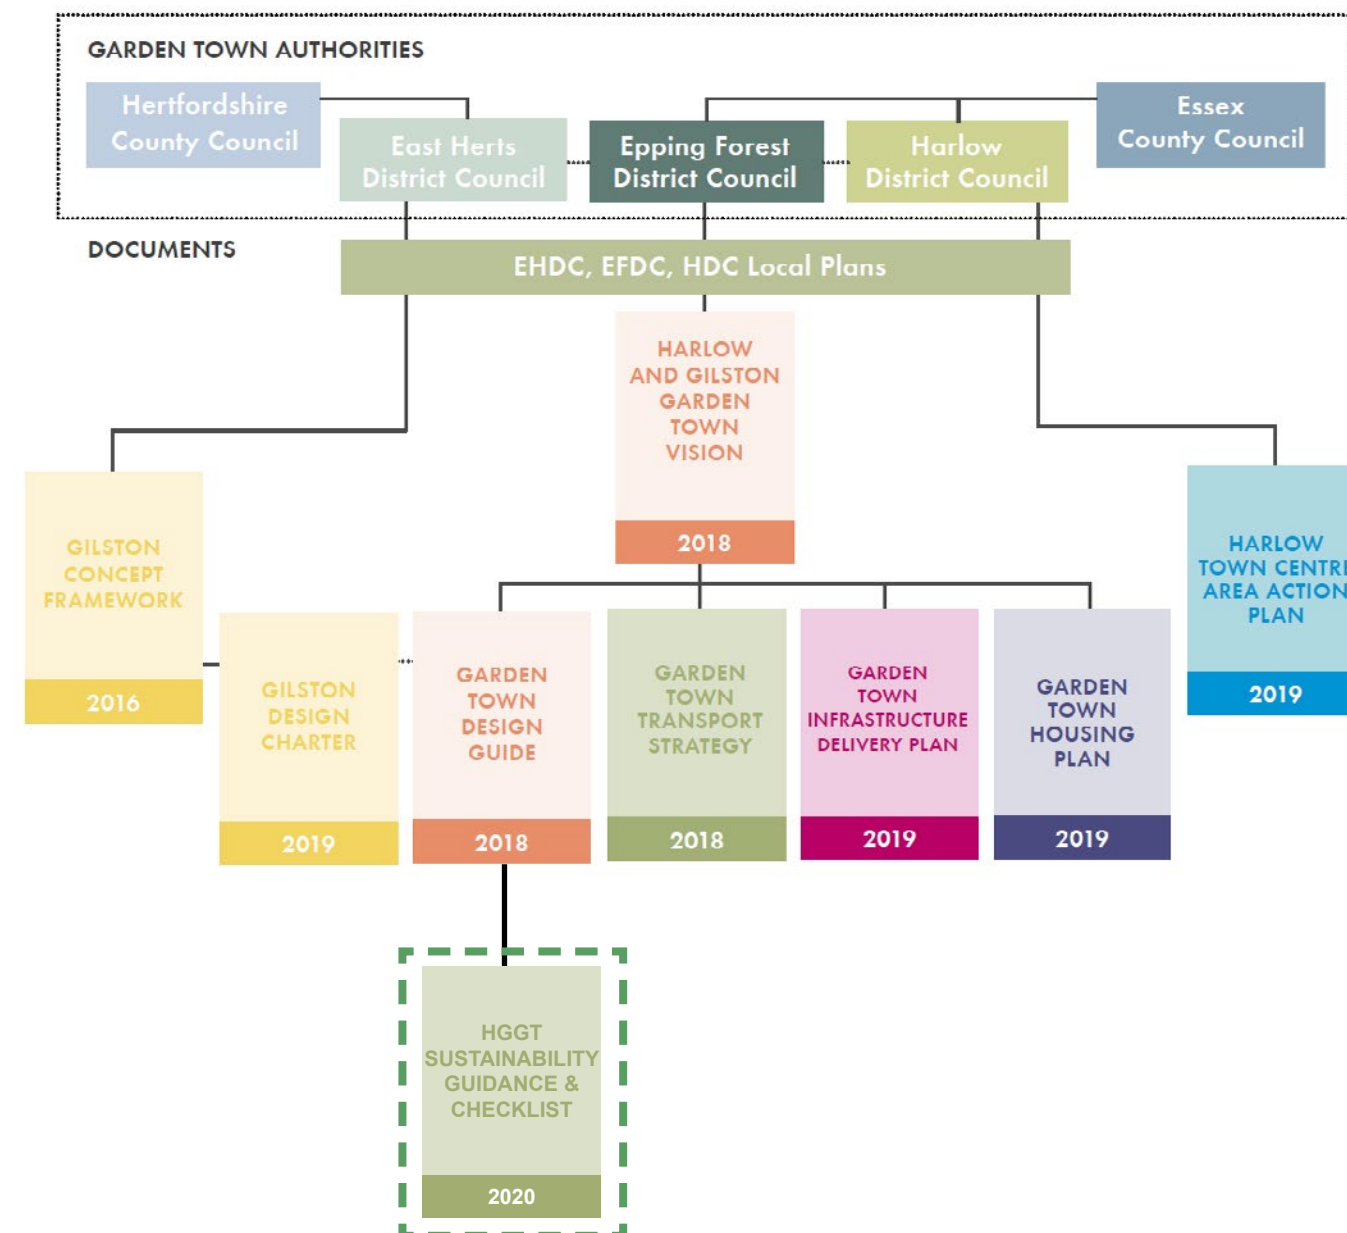 GARDEN TOWN AUTHORITIES
Hertfordshire
County Council
East Herts
District Council
Epping Forest
District Council
Harlow
District Council
Essex
County Council
DOCUMENTS
EHDC, EFDC, HDC Local Plans
HARLOW
AND GILSTON
GARDEN
TOWN
VISION
2018
GILSTON
CONCEPT
FRAMEWORK
2016
GILSTON
DESIGN
CHARTER
2019
GARDEN
TOWN
DESIGN
GUIDE
2018
GARDEN
TOWN
TRANSPORT
STRATEGY
2018
GARDEN
TOWN
INFRASTRUCTURE
DELIVERY PLAN
2019
GARDEN
TOWN
HOUSING
PLAN
2019
HARLOW
TOWN CENTRE
AREA ACTION
PLAN
2019
HGGT
SUSTAINABILITY
GUIDANCE &
CHECKLIST
2020